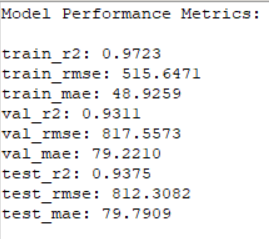 Model Performance Metrics:
train_r2: 0.9723
train_rmse: 515.6471
train_mae: 48.9259
val_r2: 0.9311
val_rmse: 817.5573
val_mae: 79.2210
test_r2: 0.9375
test_rmse: 812.3082
test_mae: 79.7909